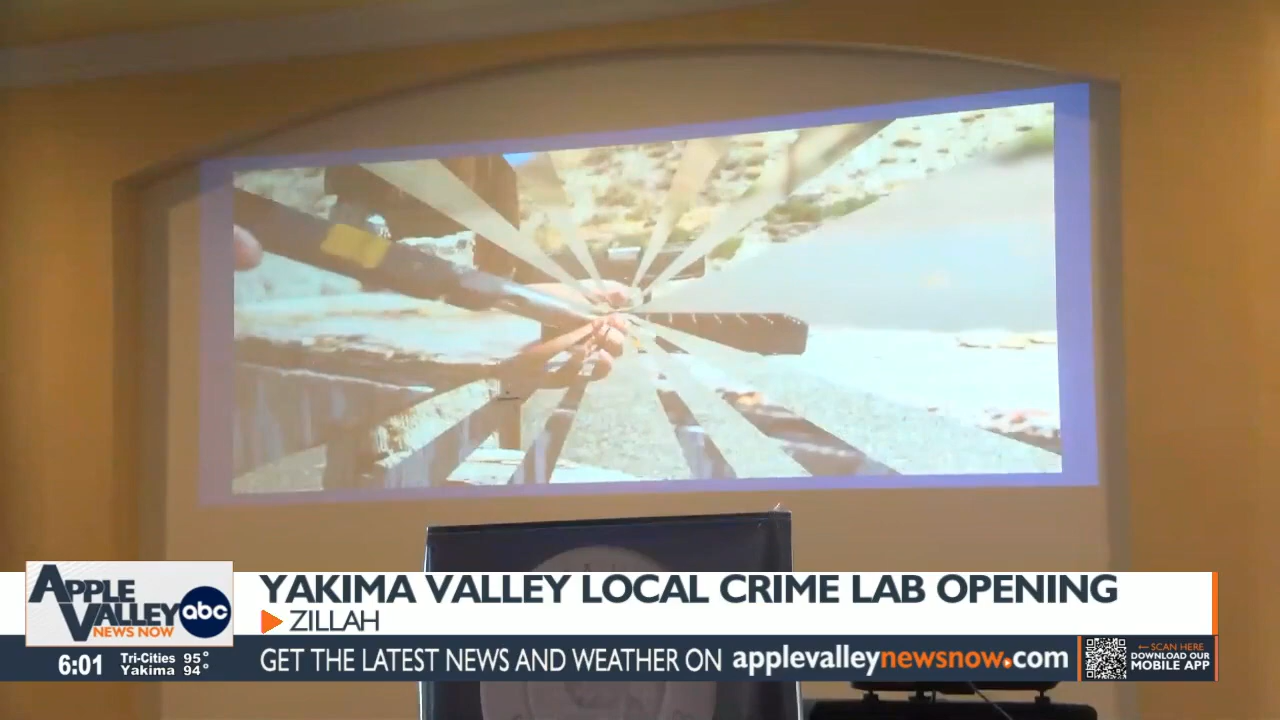 YAKIMA VALLEY LOCAL CRIME LAB OPENING
ZILLAH
APPLE
VALLEY
NEWS NOW
abc
6:01
Tri-Cities 95°
Yakima 94°
GET THE LATEST NEWS AND WEATHER ON applevalleynewsnow.com
SCAN HERE
DOWNLOAD OUR
MOBILE APP